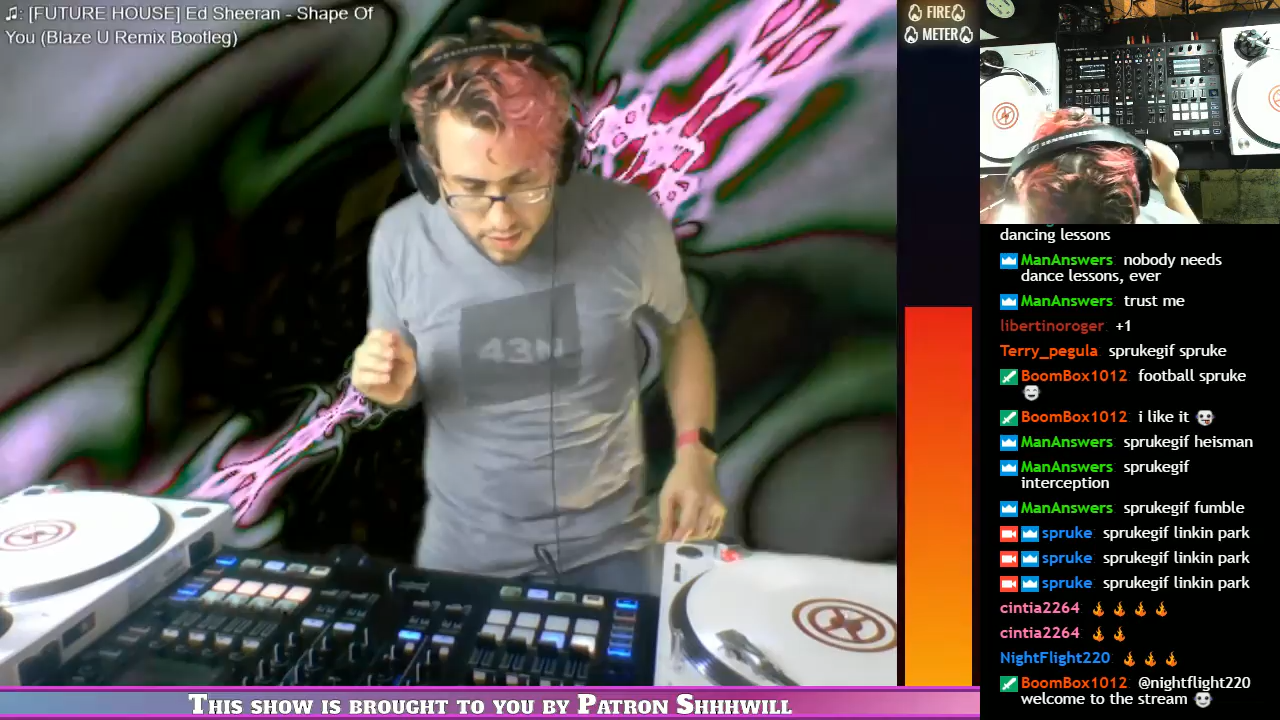 ♫: [FUTURE HOUSE] Ed Sheeran - Shape Of
You (Blaze U Remix Bootleg)
43N
FIRE
METER
dancing lessons
ManAnswers: nobody needs
dance lessons, ever
ManAnswers: trust me
libertinoroger: +1
Terry_pegula: sprukegif spruke
BoomBox1012: football spruke
BoomBox1012: i like it
ManAnswers: sprukegif heisman
ManAnswers: sprukegif
interception
ManAnswers: sprukegif fumble
spruke: sprukegif linkin park
spruke: sprukegif linkin park
spruke: sprukegif linkin park
cintia2264: 🔥 🔥 🔥 🔥
cintia2264: 🔥 🔥
NightFlight220: 🔥 🔥 🔥
BoomBox1012: @nightflight220
welcome to the stream
This show is brought to you by Patron Shhhwill